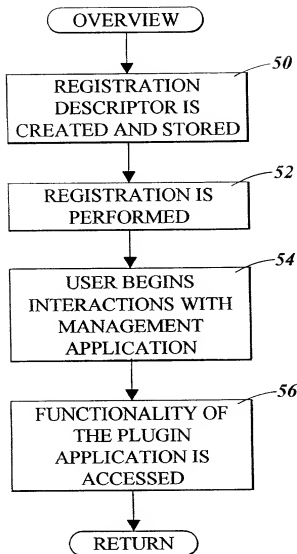 OVERVIEW
50
REGISTRATION
DESCRIPTOR IS
CREATED AND STORED
52
REGISTRATION IS
PERFORMED
54
USER BEGINS
INTERACTIONS WITH
MANAGEMENT
APPLICATION
56
FUNCTIONALITY OF
THE PLUGIN
APPLICATION IS
ACCESSED
RETURN